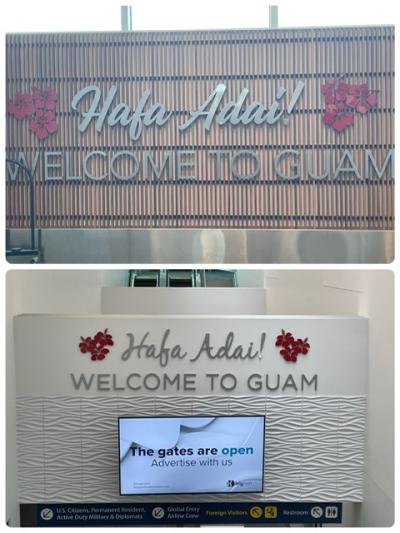 Hafa Adai!
WELCOME TO GUAM
Hafa Adai!
WELCOME TO GUAM
The gates are open
Advertise with us
U.S. Citizens, Permanent Resident,
Active Duty Military & Diplomats
Global Entry
Airline Crew
Foreign Visitors
Restroom